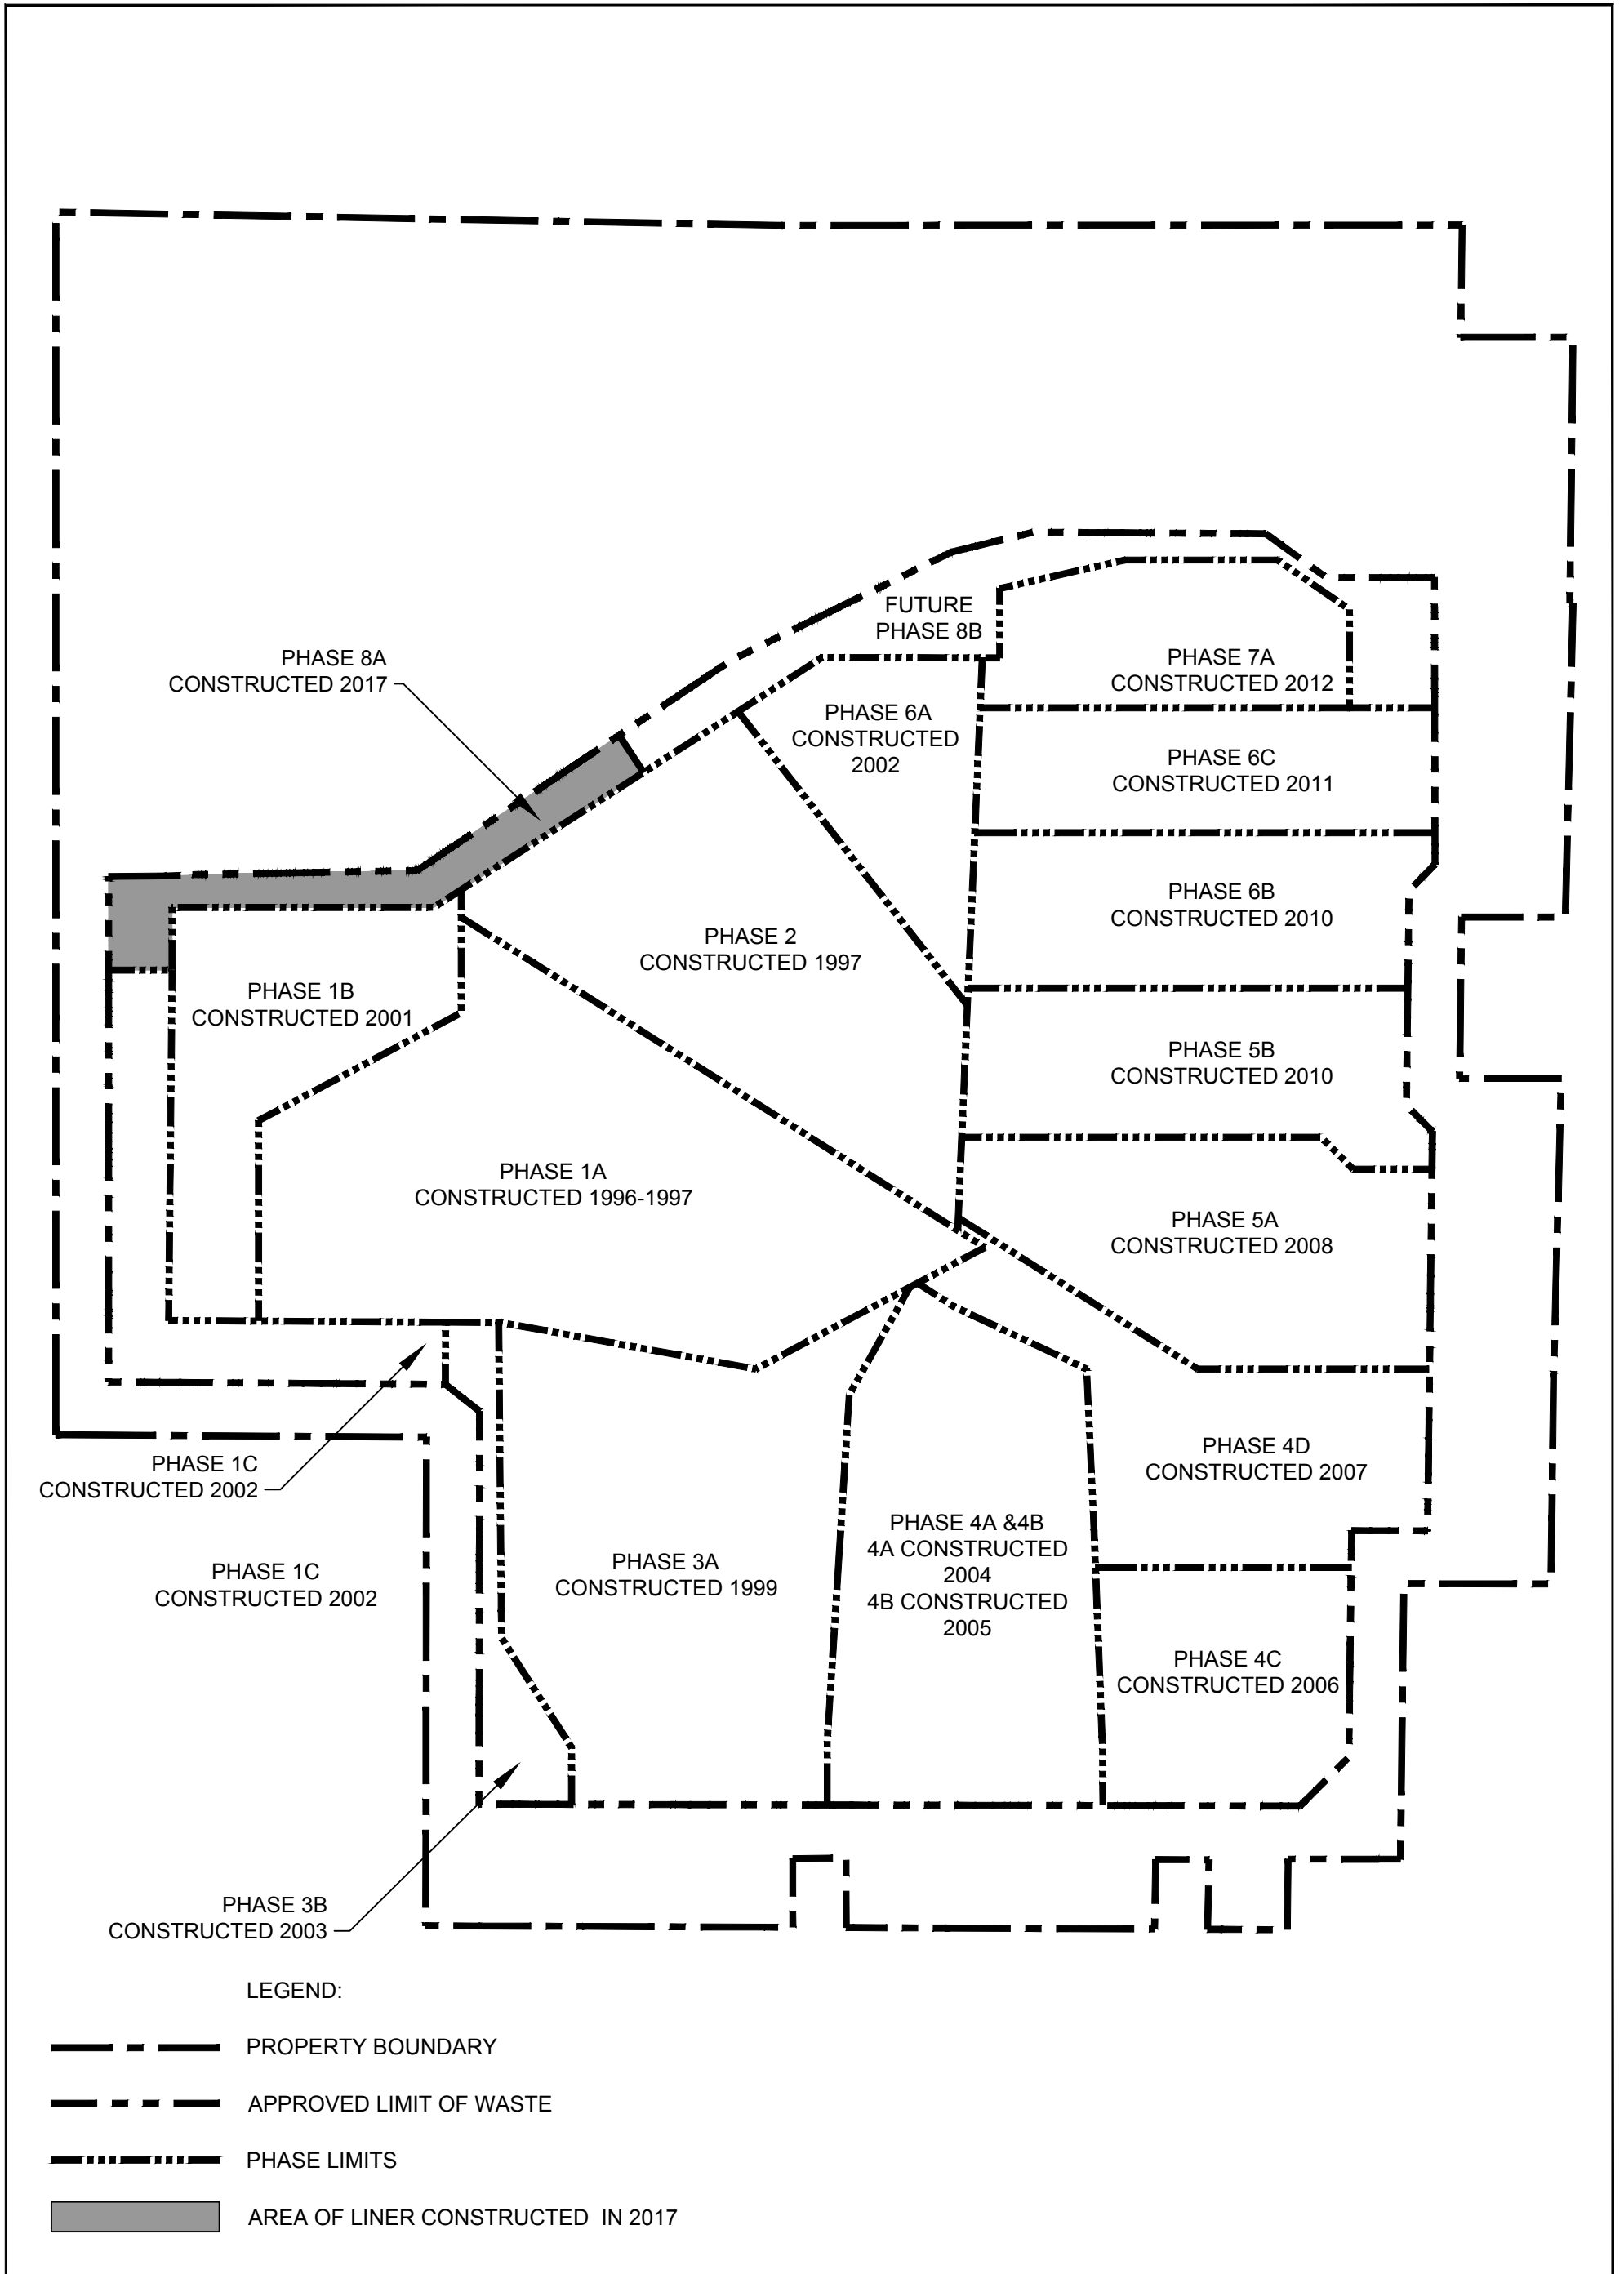 FUTURE
PHASE 8B
PHASE 8A
CONSTRUCTED 2017
PHASE 7A
CONSTRUCTED 2012
PHASE 6A
CONSTRUCTED
2002
PHASE 6C
CONSTRUCTED 2011
PHASE 6B
CONSTRUCTED 2010
PHASE 2
CONSTRUCTED 1997
PHASE 1B
CONSTRUCTED 2001
PHASE 5B
CONSTRUCTED 2010
PHASE 1A
CONSTRUCTED 1996-1997
PHASE 5A
CONSTRUCTED 2008
PHASE 1C
CONSTRUCTED 2002
PHASE 4D
CONSTRUCTED 2007
PHASE 1C
CONSTRUCTED 2002
PHASE 3A
CONSTRUCTED 1999
PHASE 4A &4B
4A CONSTRUCTED
2004
4B CONSTRUCTED
2005
PHASE 4C
CONSTRUCTED 2006
PHASE 3B
CONSTRUCTED 2003
LEGEND:
PROPERTY BOUNDARY
APPROVED LIMIT OF WASTE
PHASE LIMITS
AREA OF LINER CONSTRUCTED  IN 2017